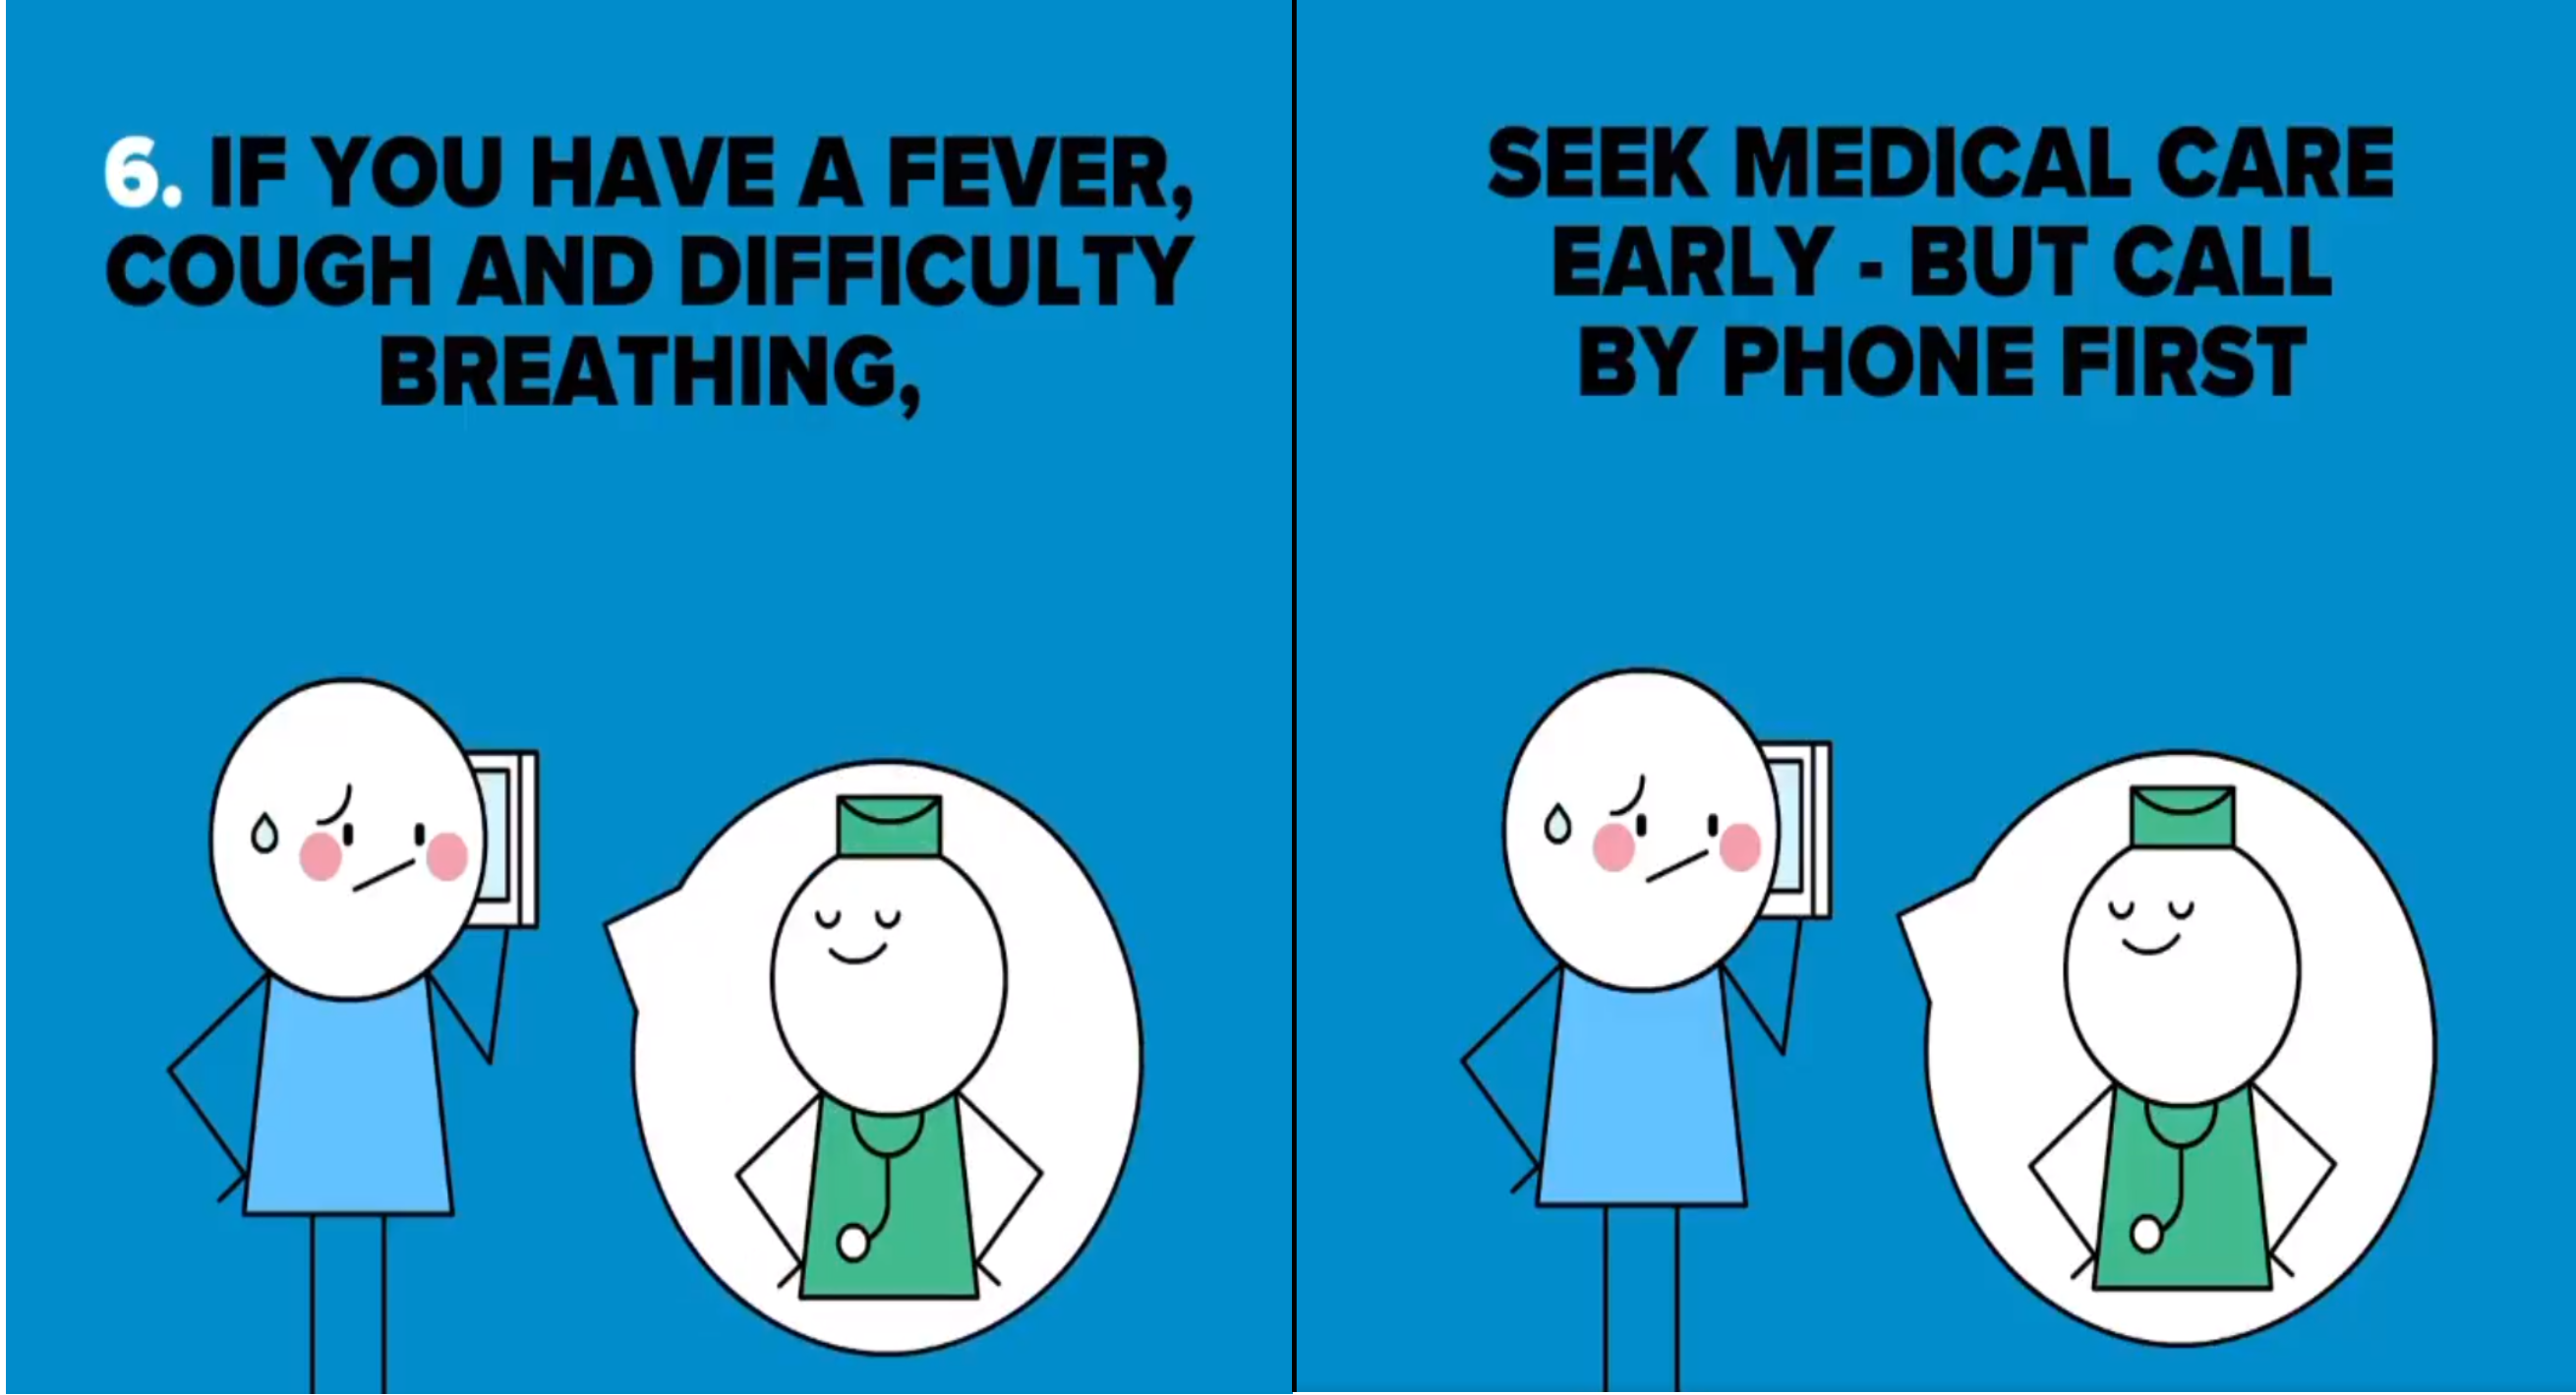 6. IF YOU HAVE A FEVER,
COUGH AND DIFFICULTY
BREATHING,
SEEK MEDICAL CARE
EARLY - BUT CALL
BY PHONE FIRST